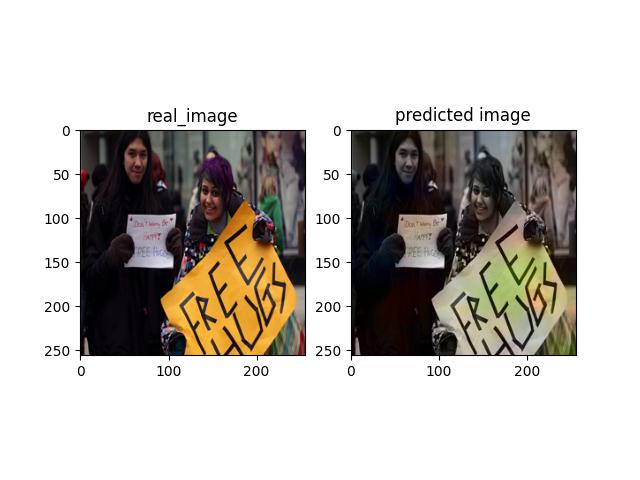 real_image
predicted image
0
50
100
150
200
250
0
100
200
Don't Worry Be
HAPPY!
FREE HUGS
FREE
HUGS
0
50
100
150
200
250
0
100
200
Don't Worry Be
HAPPY!
FREE HUGS
FREE
HUGS